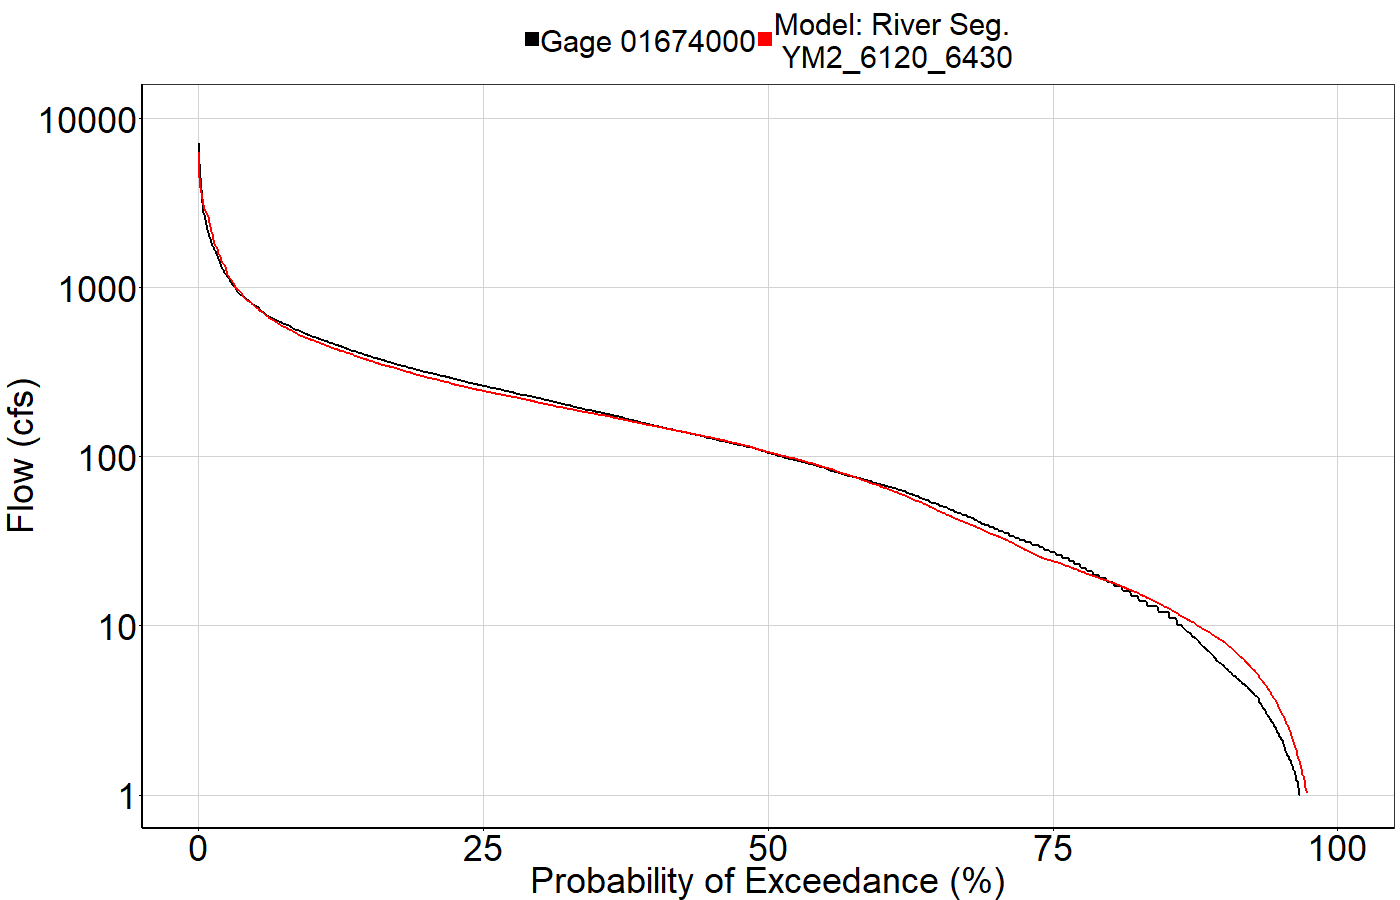 Gage 01674000
Model: River Seg.
YM2_6120_6430
Flow (cfs)
10000
1000
100
10
1
0 25 50 75 100
Probability of Exceedance (%)